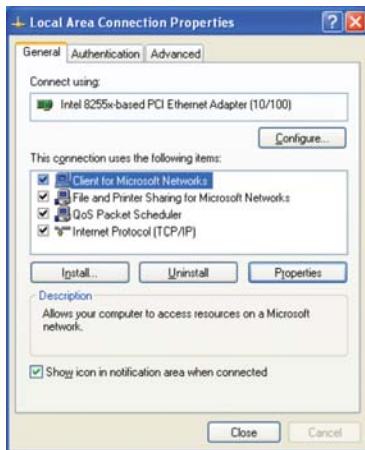 Local Area Connection Properties
General Authentication Advanced
Connect using:
Intel 8255x-based PCI Ethernet Adapter (10/100)
Configure...
This connection uses the following items:
Client for Microsoft Networks
File and Printer Sharing for Microsoft Networks
QoS Packet Scheduler
Internet Protocol (TCP/IP)
Install... Uninstall Properties
Description
Allows your computer to access resources on a Microsoft
network.
Show icon in notification area when connected
Close Cancel